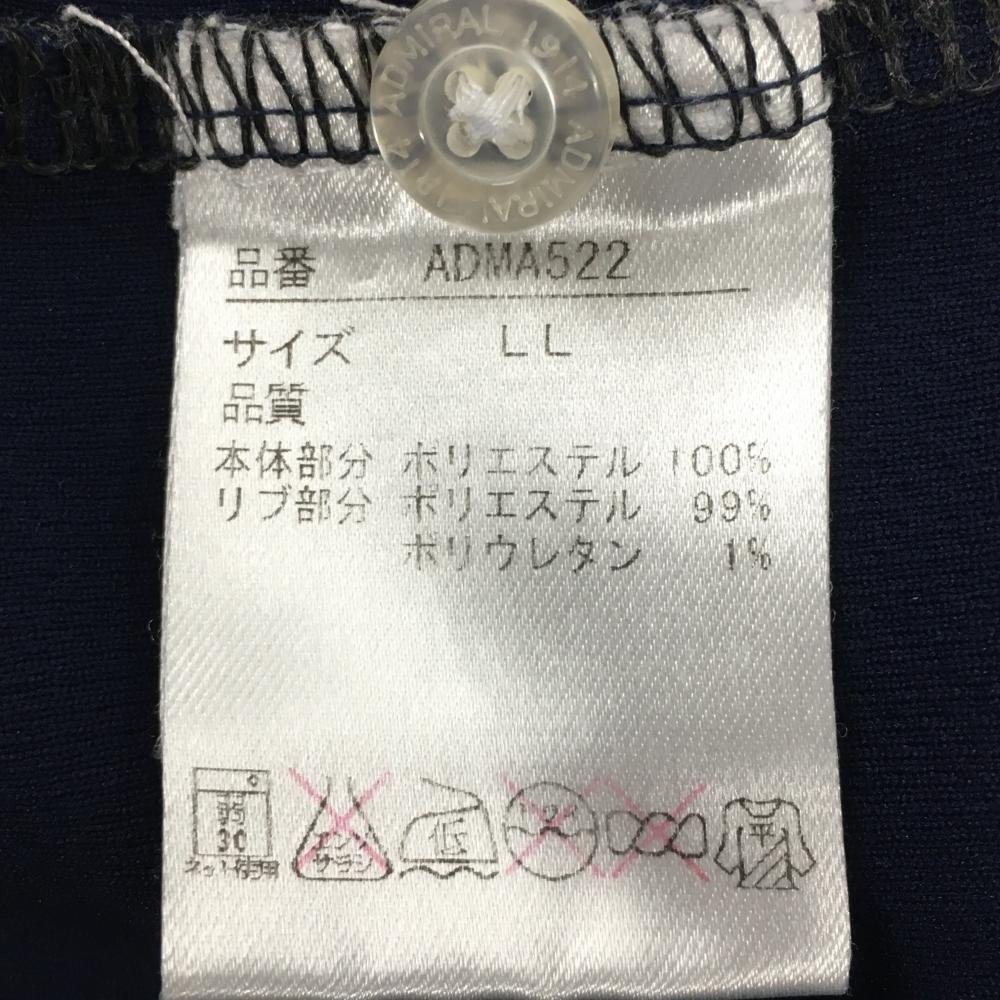 ADMIRAL 1914 ADMIRAL
品番 ADMA522
サイズ LL
品質
本体部分 ポリエステル 100%
リブ部分 ポリエステル 99%
ポリウレタン 1%
弱
30
ネット使用
エンソ
サラシ
低
平